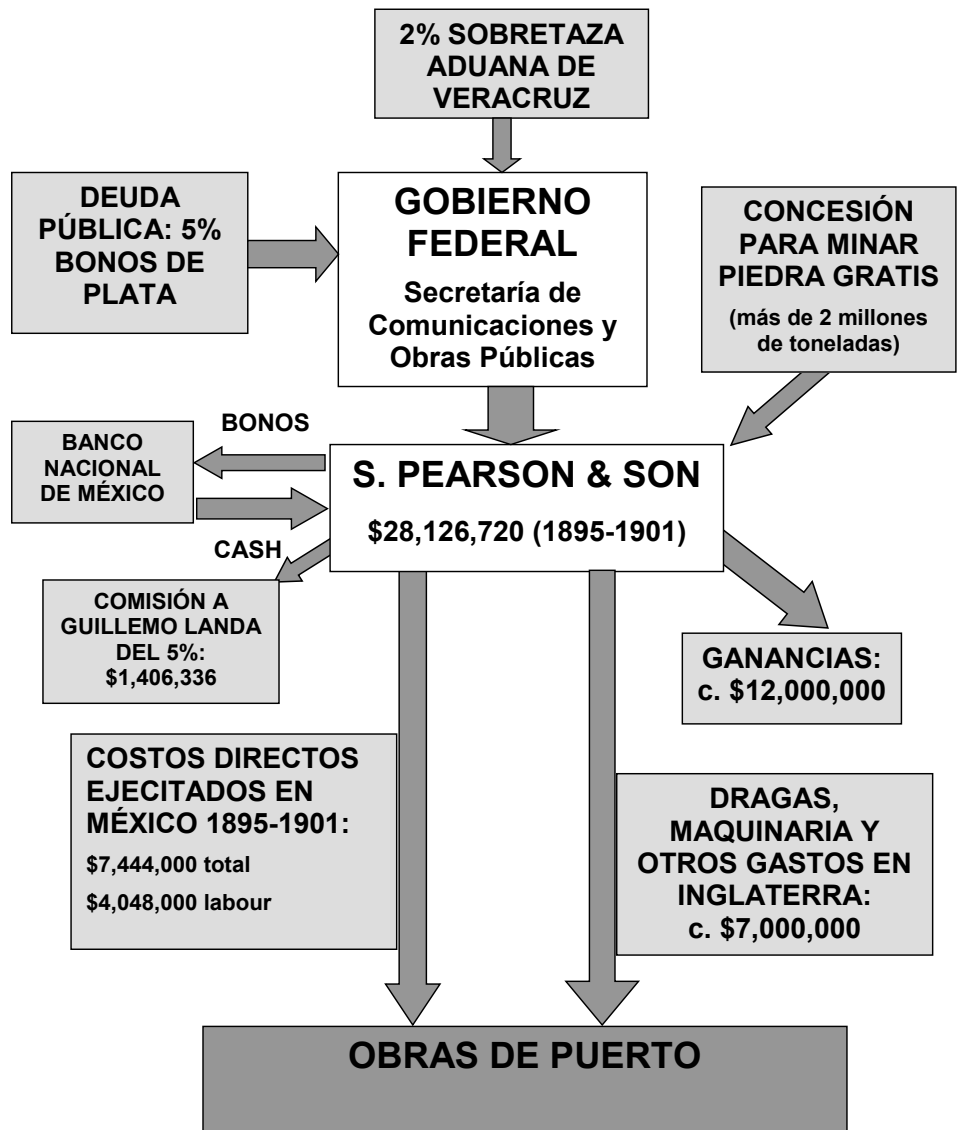 2% SOBRETAZA
ADUANA DE
VERACRUZ
DEUDA
PÚBLICA: 5%
BONOS DE
PLATA
GOBIERNO
FEDERAL
Secretaría de
Comunicaciones y
Obras Públicas
CONCESIÓN
PARA MINAR
PIEDRA GRATIS
(más de 2 millones
de toneladas)
BONOS
BANCO
NACIONAL
DE MÉXICO
CASH
S. PEARSON & SON
$28,126,720 (1895-1901)
COMISIÓN A
GUILLEMO LANDA
DEL 5%:
$1,406,336
GANANCIAS:
c. $12,000,000
COSTOS DIRECTOS
EJECITADOS EN
MÉXICO 1895-1901:
$7,444,000 total
$4,048,000 labour
DRAGAS,
MAQUINARIA Y
OTROS GASTOS EN
INGLATERRA:
c. $7,000,000
OBRAS DE PUERTO